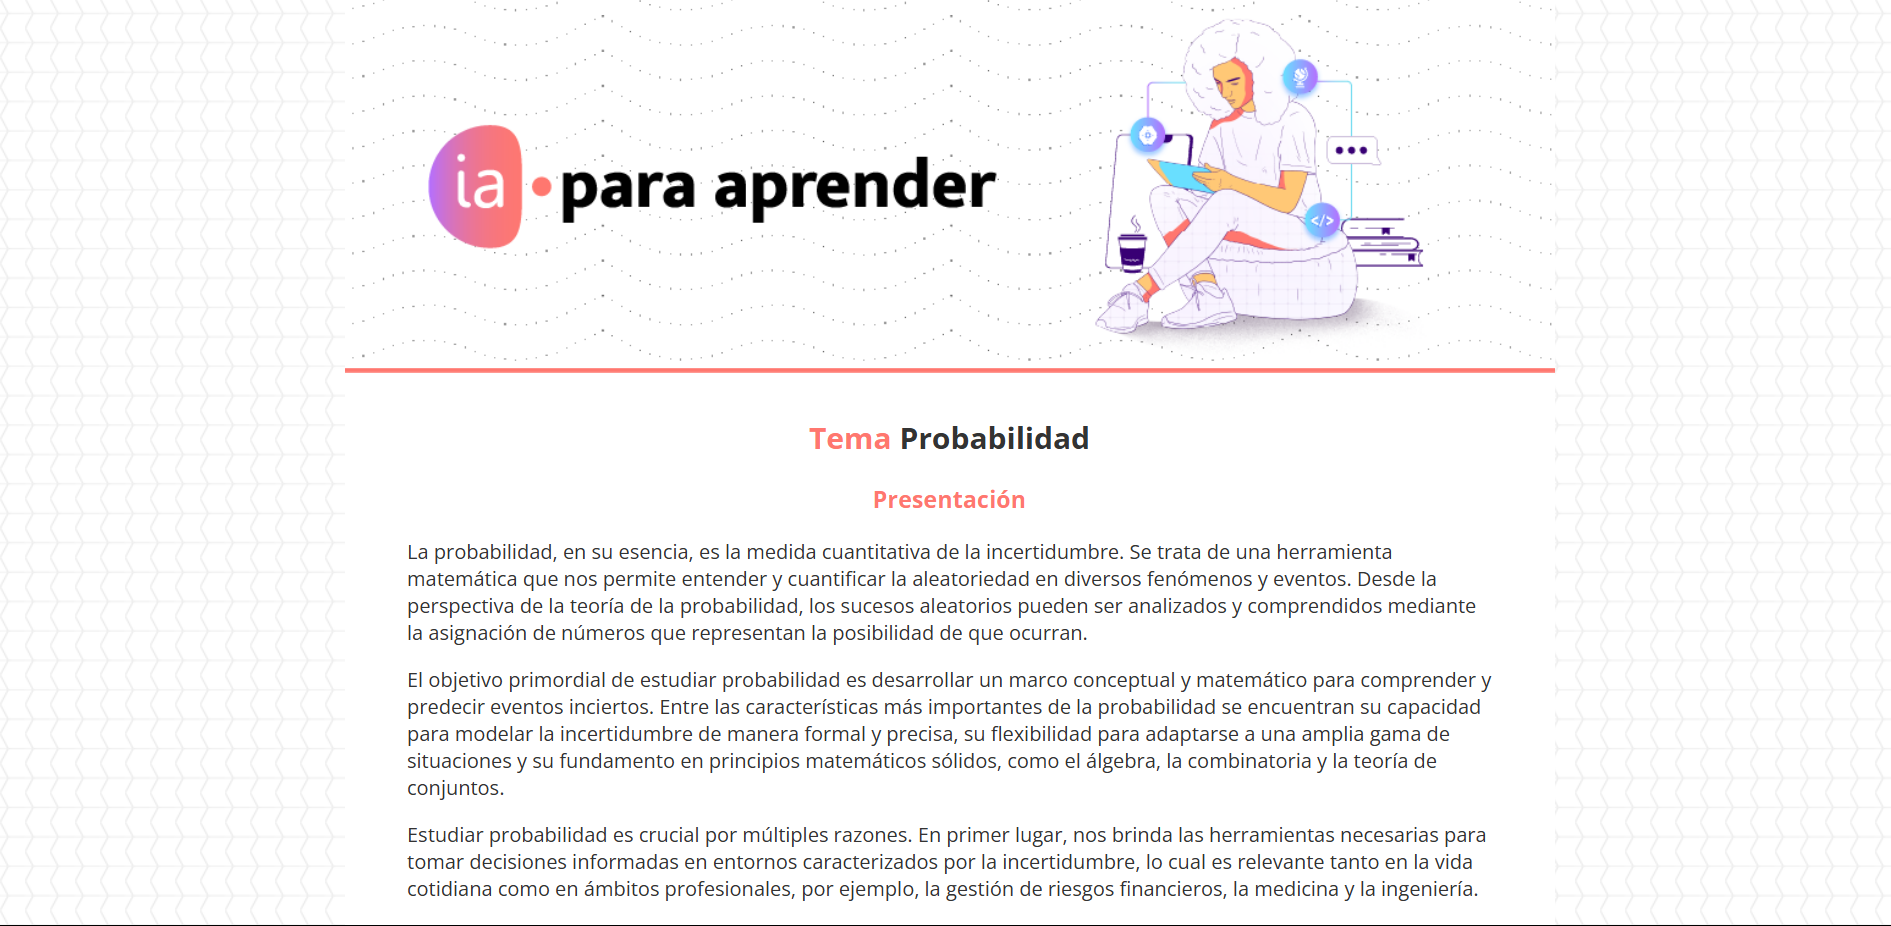 ia para aprender
</>
Tema Probabilidad
Presentación
La probabilidad, en su esencia, es la medida cuantitativa de la incertidumbre. Se trata de una herramienta
matemática que nos permite entender y cuantificar la aleatoriedad en diversos fenómenos y eventos. Desde la
perspectiva de la teoría de la probabilidad, los sucesos aleatorios pueden ser analizados y comprendidos mediante
la asignación de números que representan la posibilidad de que ocurran.
El objetivo primordial de estudiar probabilidad es desarrollar un marco conceptual y matemático para comprender y
predecir eventos inciertos. Entre las características más importantes de la probabilidad se encuentran su capacidad
para modelar la incertidumbre de manera formal y precisa, su flexibilidad para adaptarse a una amplia gama de
situaciones y su fundamento en principios matemáticos sólidos, como el álgebra, la combinatoria y la teoría de
conjuntos.
Estudiar probabilidad es crucial por múltiples razones. En primer lugar, nos brinda las herramientas necesarias para
tomar decisiones informadas en entornos caracterizados por la incertidumbre, lo cual es relevante tanto en la vida
cotidiana como en ámbitos profesionales, por ejemplo, la gestión de riesgos financieros, la medicina y la ingeniería.